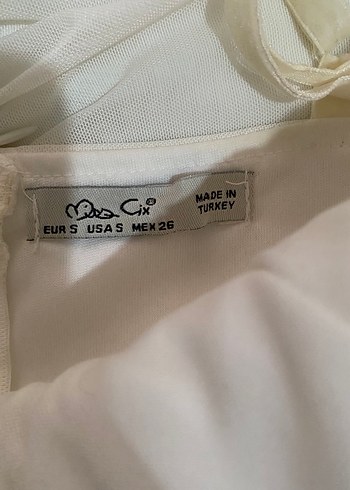 Miss Cix®
EUR S USA S MEX 26
MADE IN
TURKEY